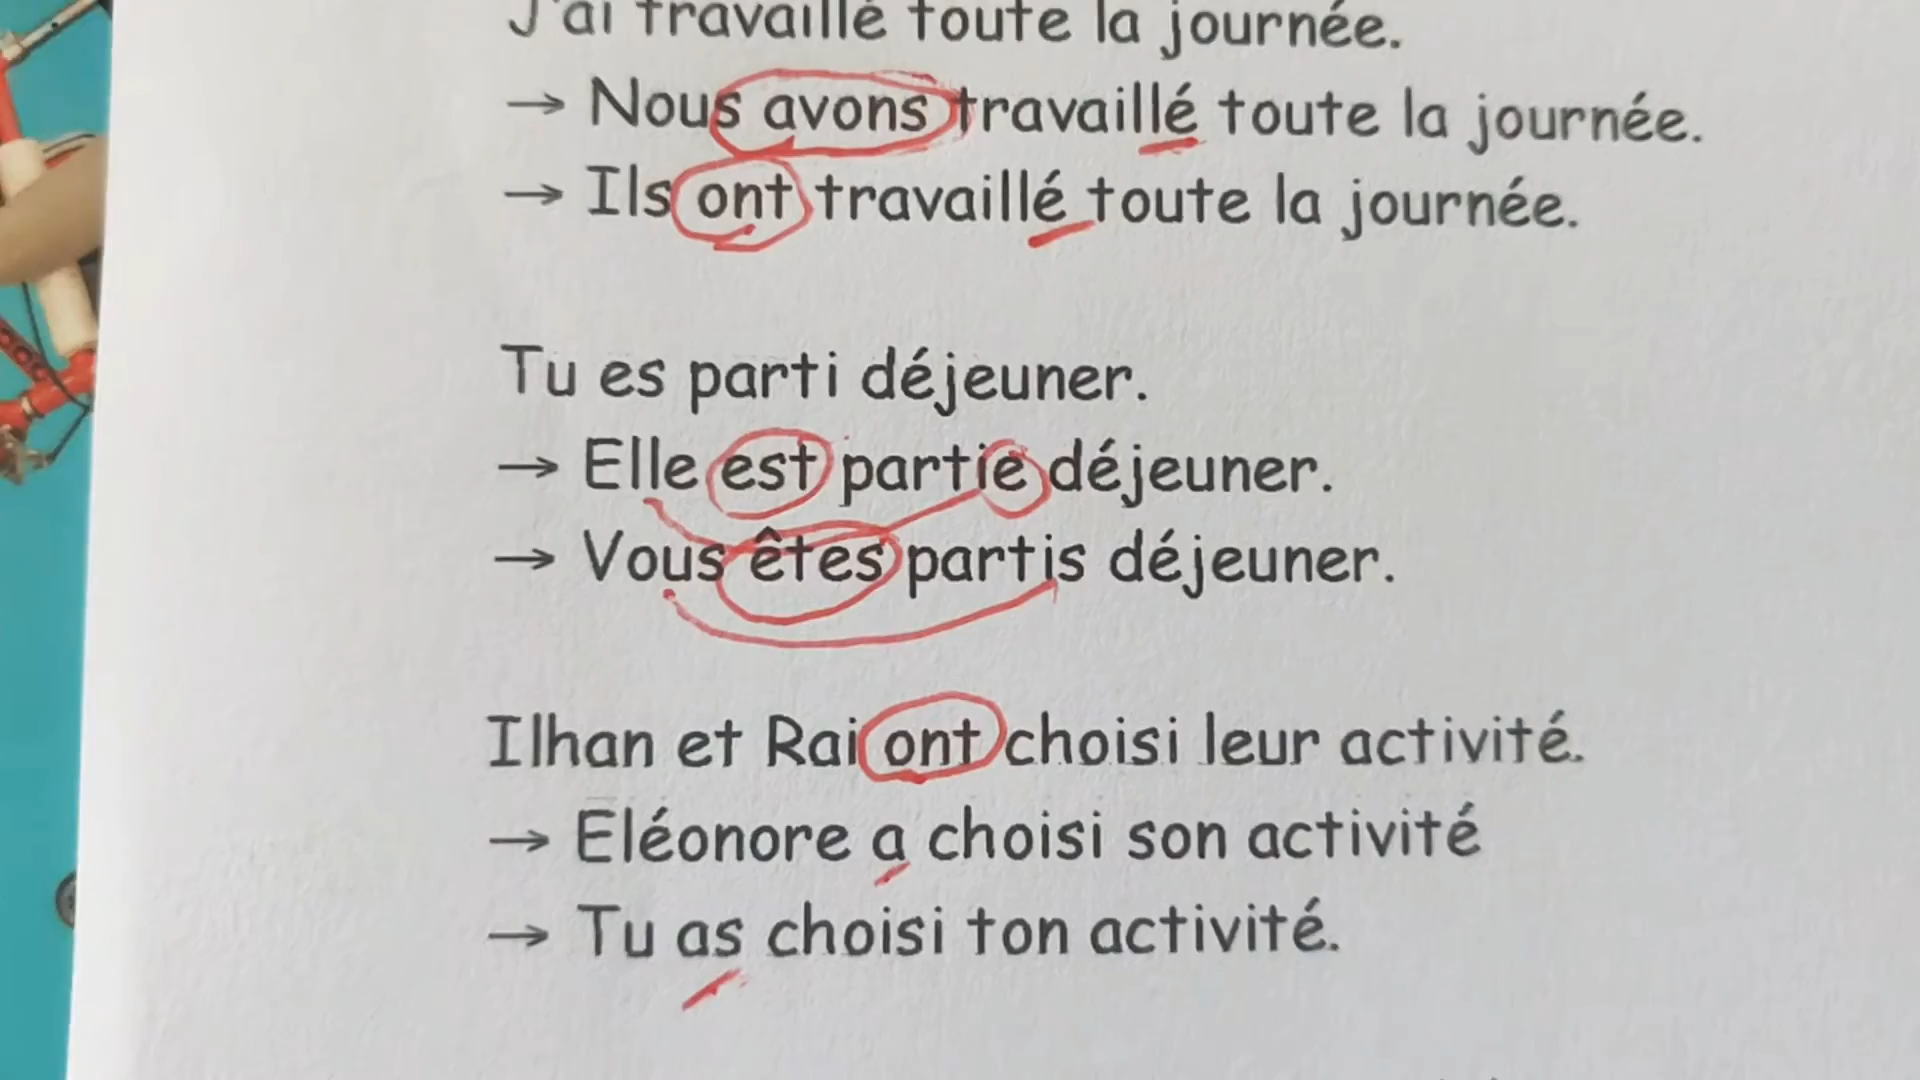 J'ai travaillé toute la journée.
→ Nous avons travaillé toute la journée.
→ Ils ont travaillé toute la journée.
Tu es parti déjeuner.
→ Elle est partie déjeuner.
→ Vous êtes partis déjeuner.
Ilhan et Rai ont choisi leur activité.
→ Eléonore a choisi son activité
→ Tu as choisi ton activité.